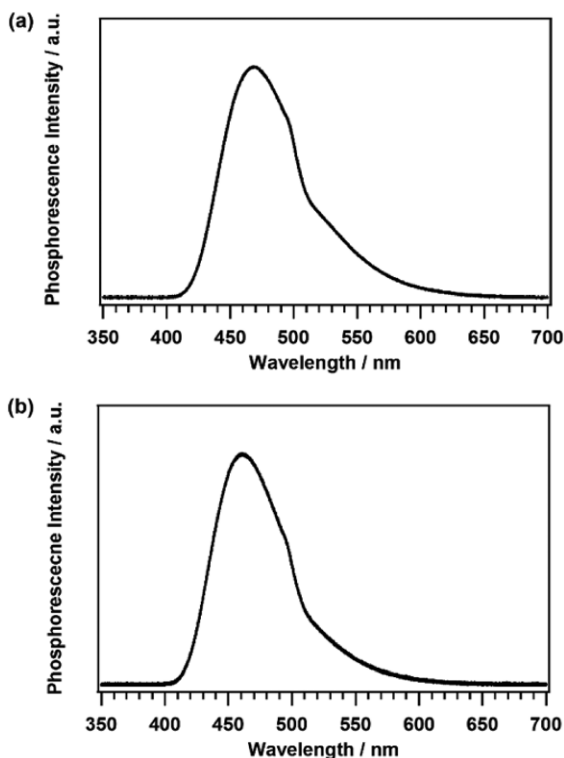 (a)
Phosphorescence Intensity / a.u.
350 400 450 500 550 600 650 700
Wavelength / nm
(b)
Phosphorescecne Intensity / a.u.
350 400 450 500 550 600 650 700
Wavelength / nm